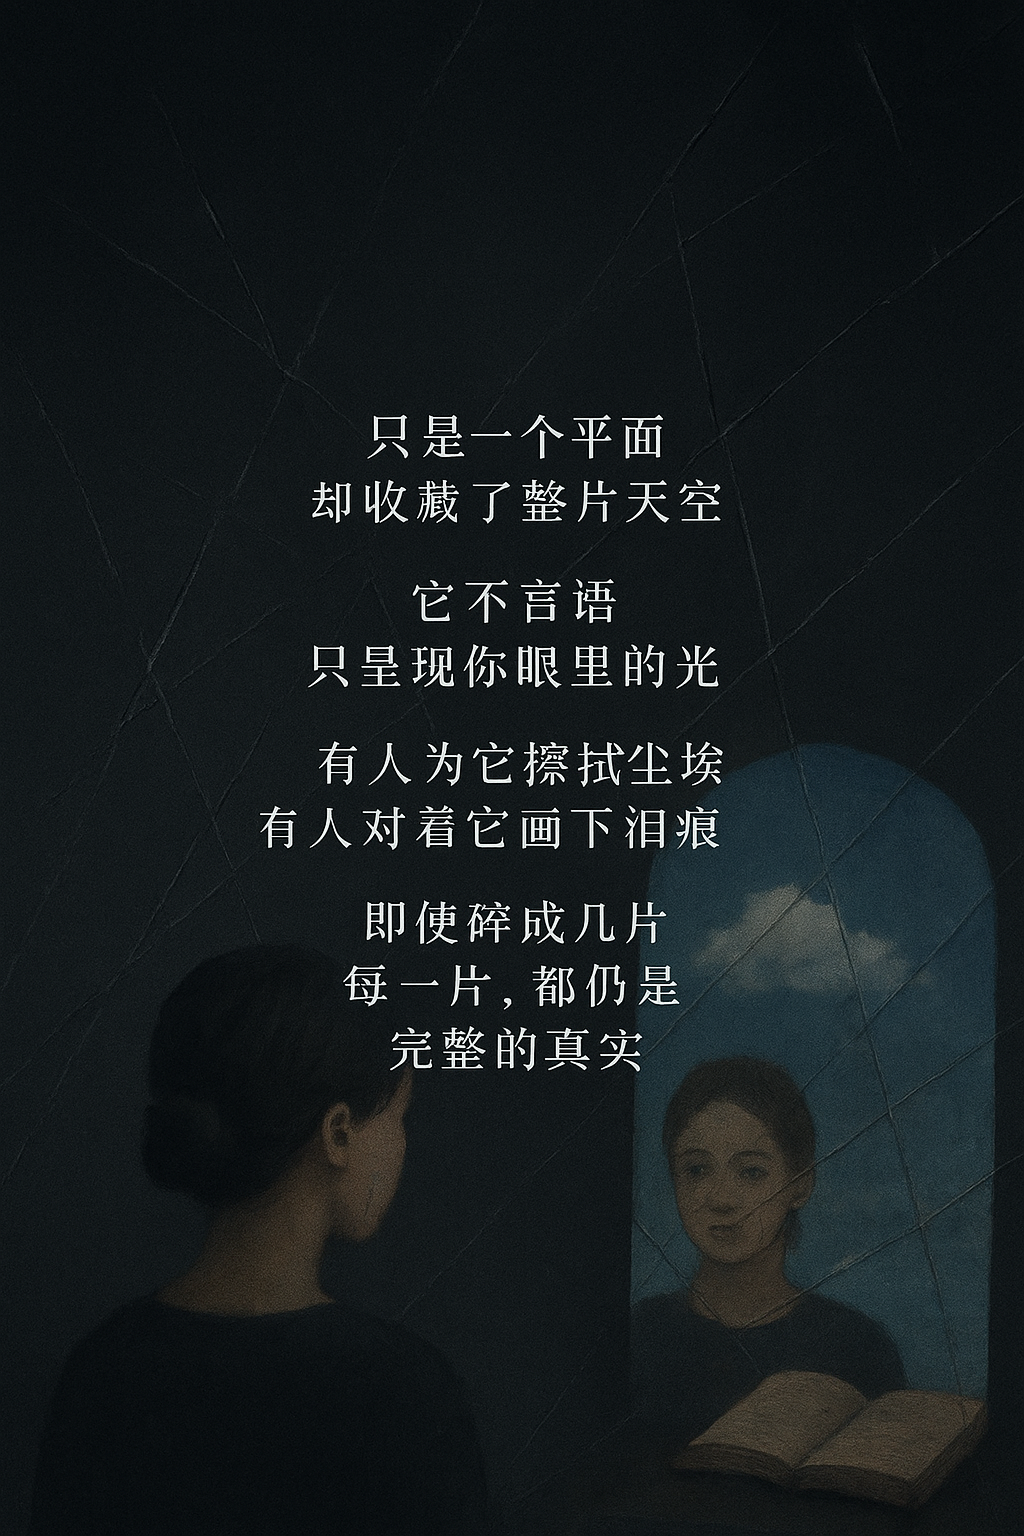 只是一个平面
却收藏了整片天空
它不言语
只呈现你眼里的光
有人为它擦拭尘埃
有人对着它画下泪痕
即使碎成几片
每一片,都仍是
完整的真实